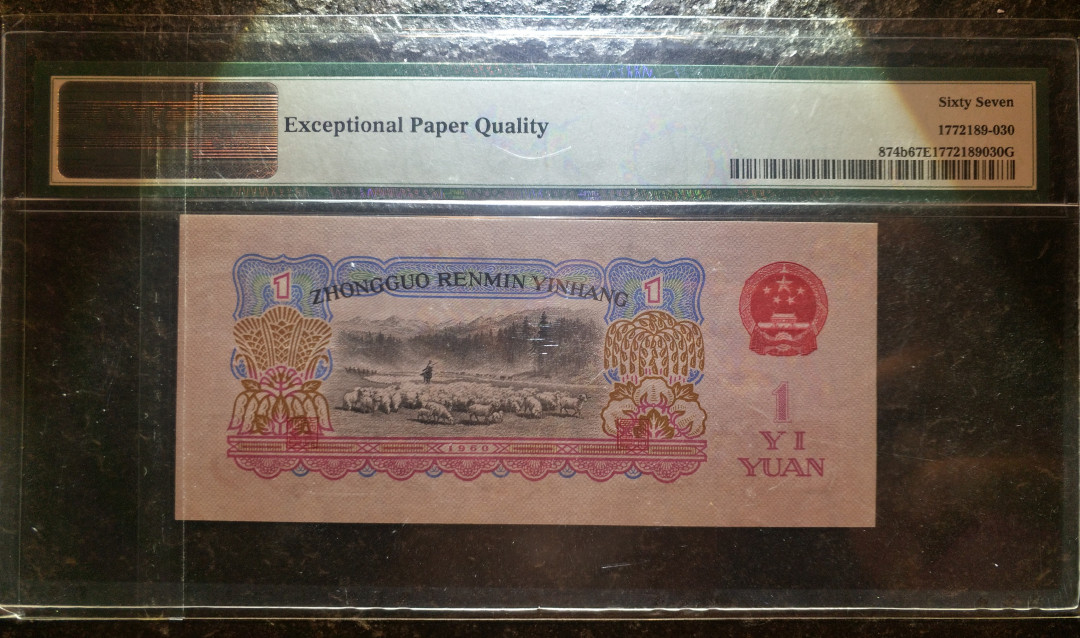 Exceptional Paper Quality
Sixty Seven
1772189-030
874b67E1772189030G
1 ZHONGGUO RENMIN YINHANG 1
1960
1
YI
YUAN